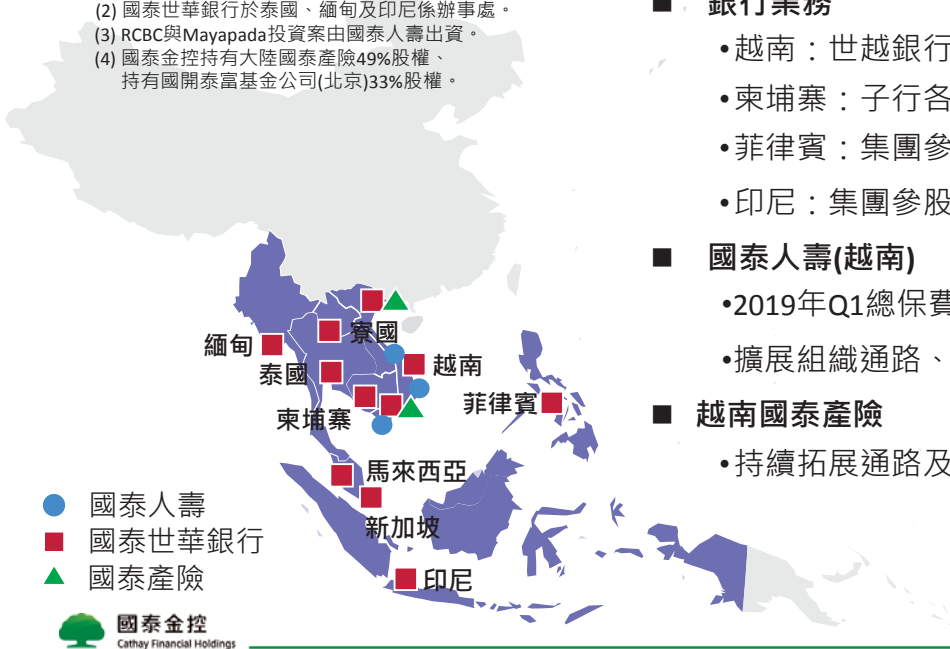 (2) 國泰世華銀行於泰國、緬甸及印尼係辦事處。
(3) RCBC與Mayapada投資案由國泰人壽出資。
(4) 國泰金控持有大陸國泰產險49%股權、
持有國開泰富基金公司(北京)33%股權。
銀行業務
•越南：世越銀行
•柬埔寨：子行各
•菲律賓：集團參
•印尼：集團參股
■ 國泰人壽(越南)
•2019年Q1總保費
•擴展組織通路、
■ 越南國泰產險
•持續拓展通路及
緬甸
寮國
泰國
越南
柬埔寨
菲律賓
馬來西亞
新加坡
印尼
國泰人壽
國泰世華銀行
國泰產險
國泰金控
Cathay Financial Holdings